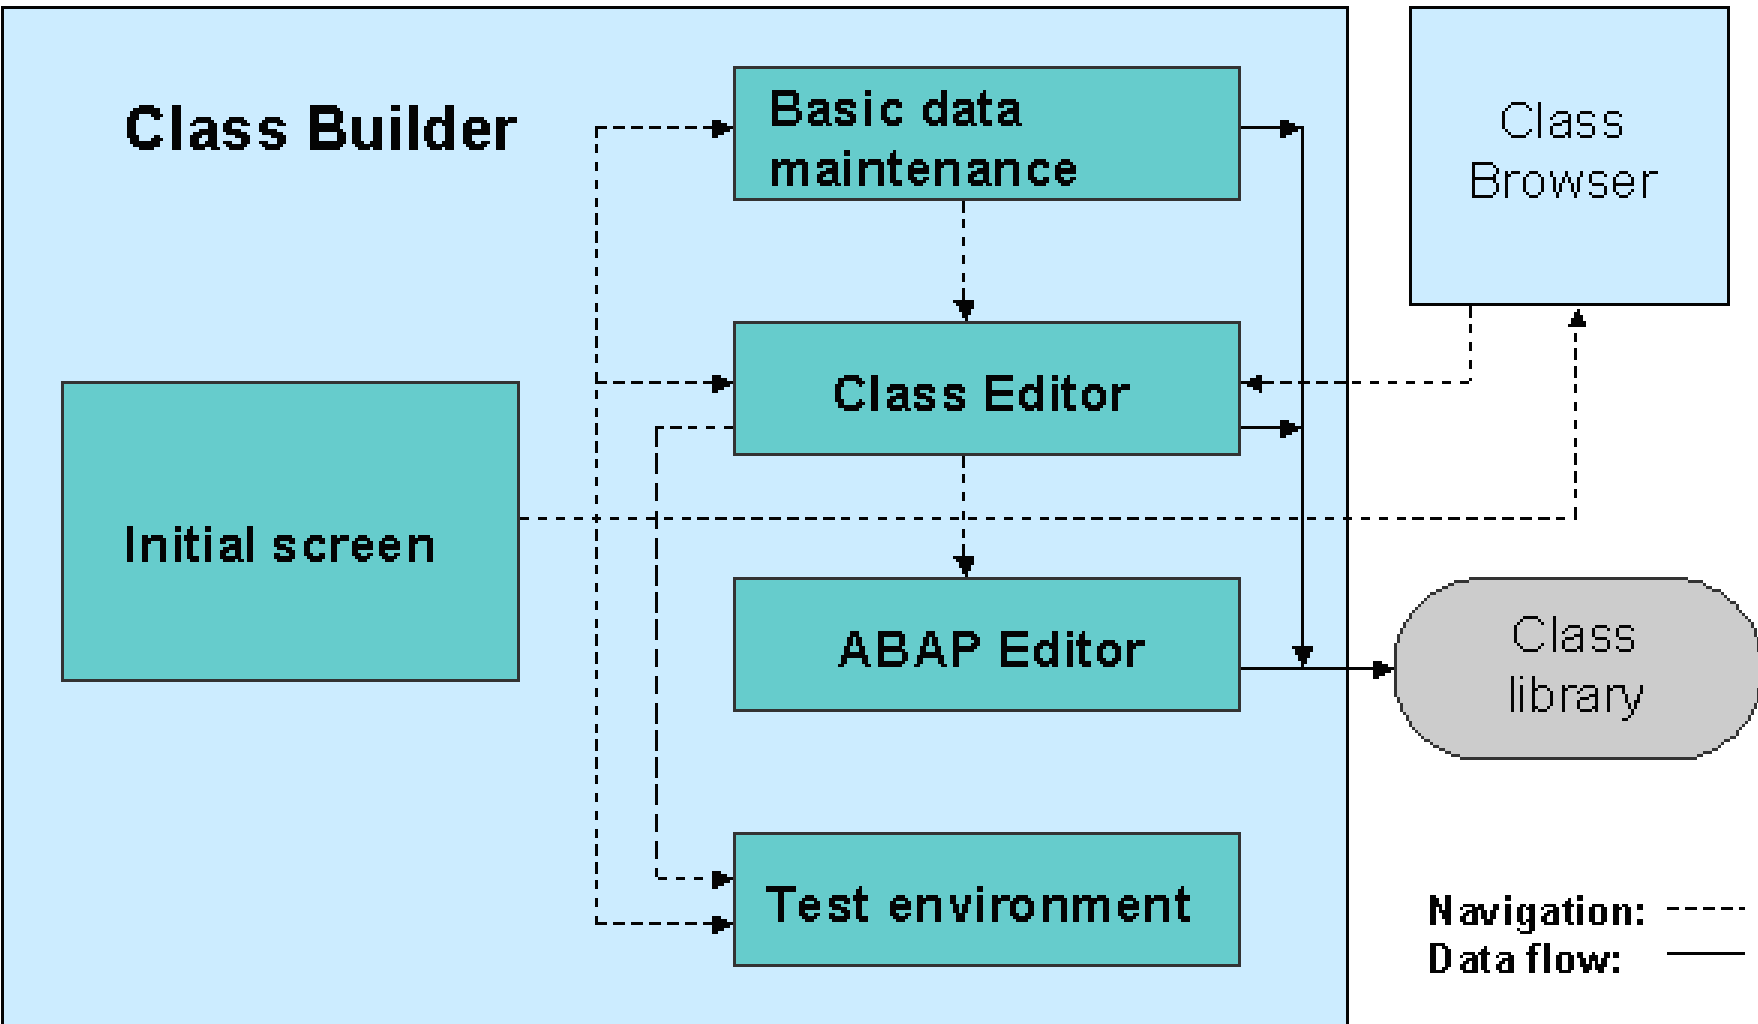 Class Builder
Basic data
maintenance
Class
Browser
Class Editor
Initial screen
ABAP Editor
Class
library
Test environment
Navigation:
Data flow: